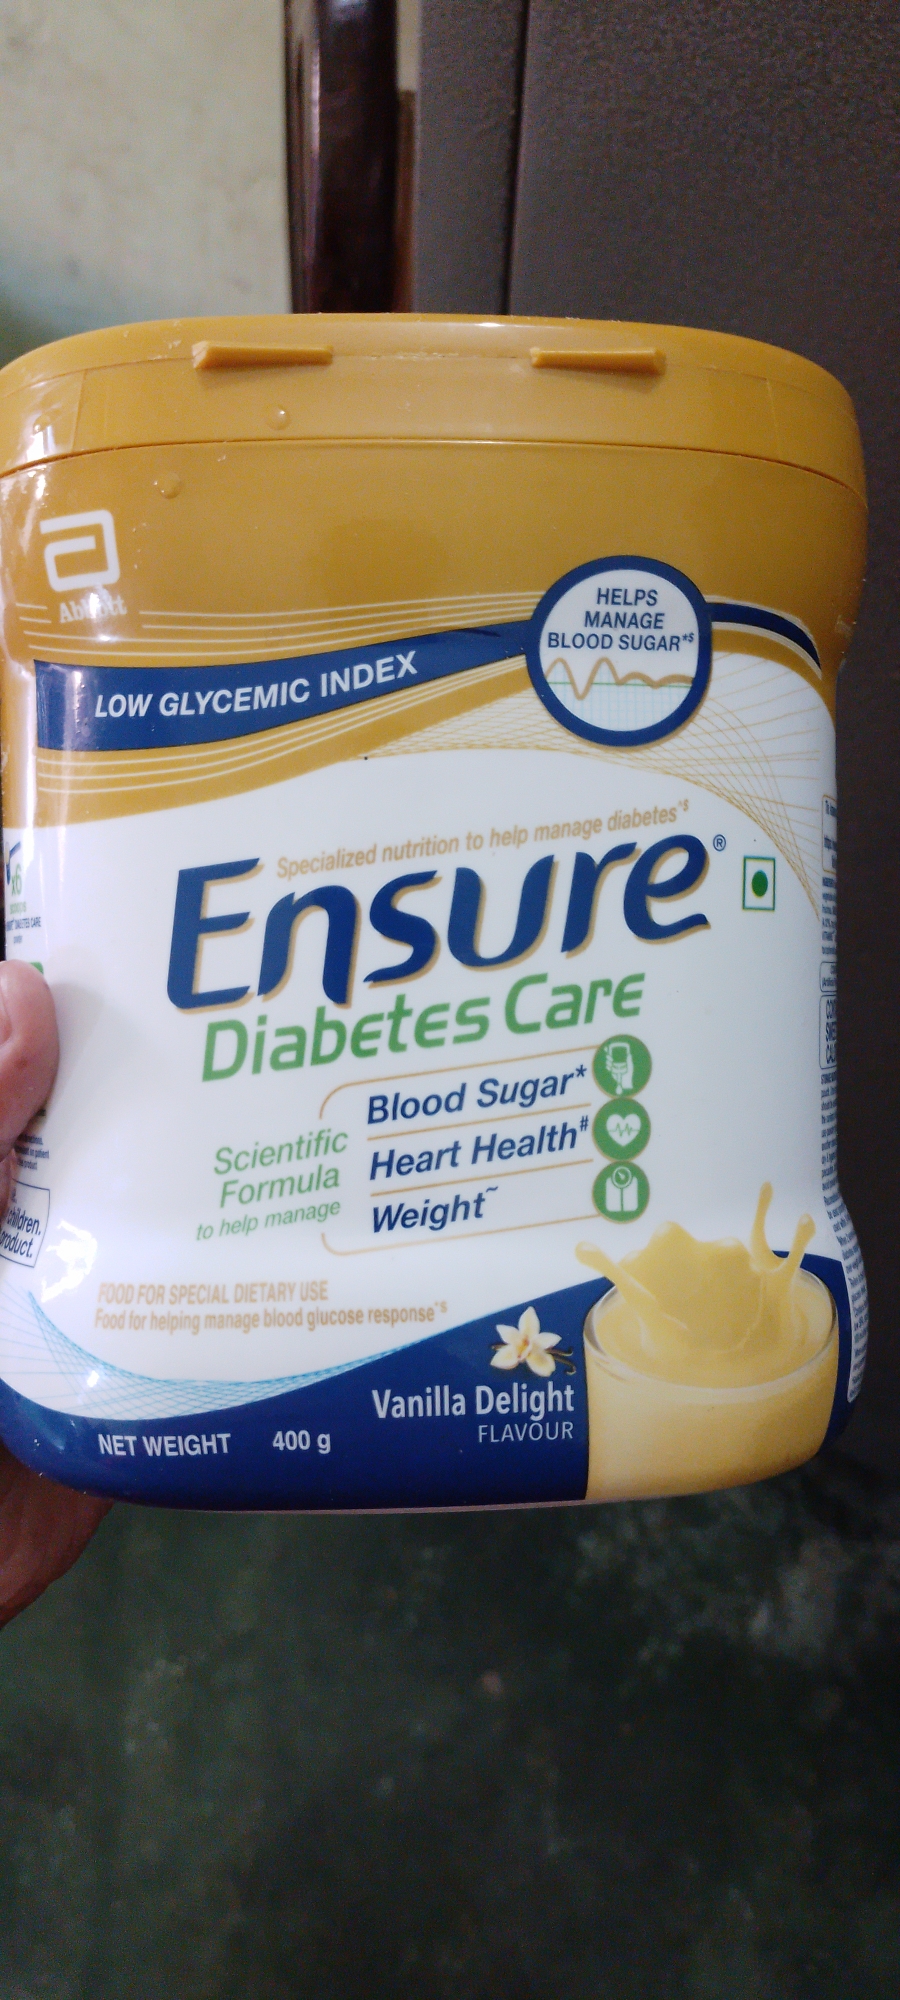 Abbott
HELPS
MANAGE
BLOOD SUGAR*$
LOW GLYCEMIC INDEX
Specialized nutrition to help manage diabetes*$
Ensure®
Diabetes Care
Scientific
Formula
to help manage
Blood Sugar*
Heart Health#
Weight~
children.
product.
FOOD FOR SPECIAL DIETARY USE
Food for helping manage blood glucose response*$
Vanilla Delight
FLAVOUR
NET WEIGHT 400 g